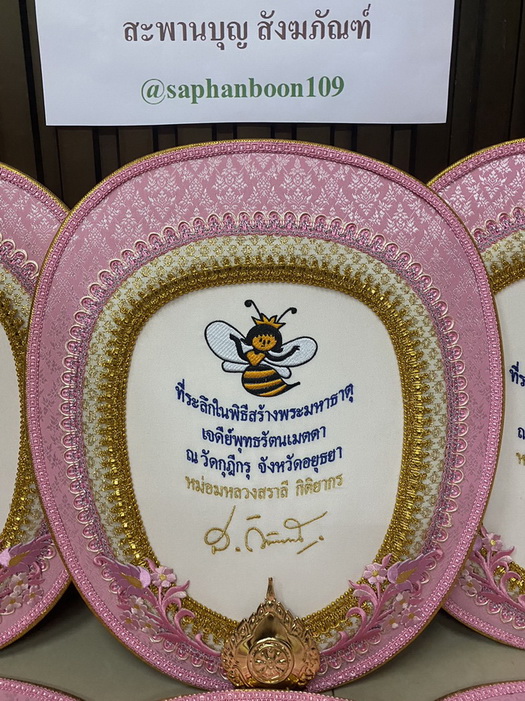 สะพานบุญ สังฆภัณฑ์
@saphanboon109
ที่ระลึกในพิธีสร้างพระมหาธาตุ
เจดีย์พุทธรัตนเมตตา
ณ วัดกุฎีกรุ จังหวัดอยุธยา
หม่อมหลวงสราลี กิติยากร